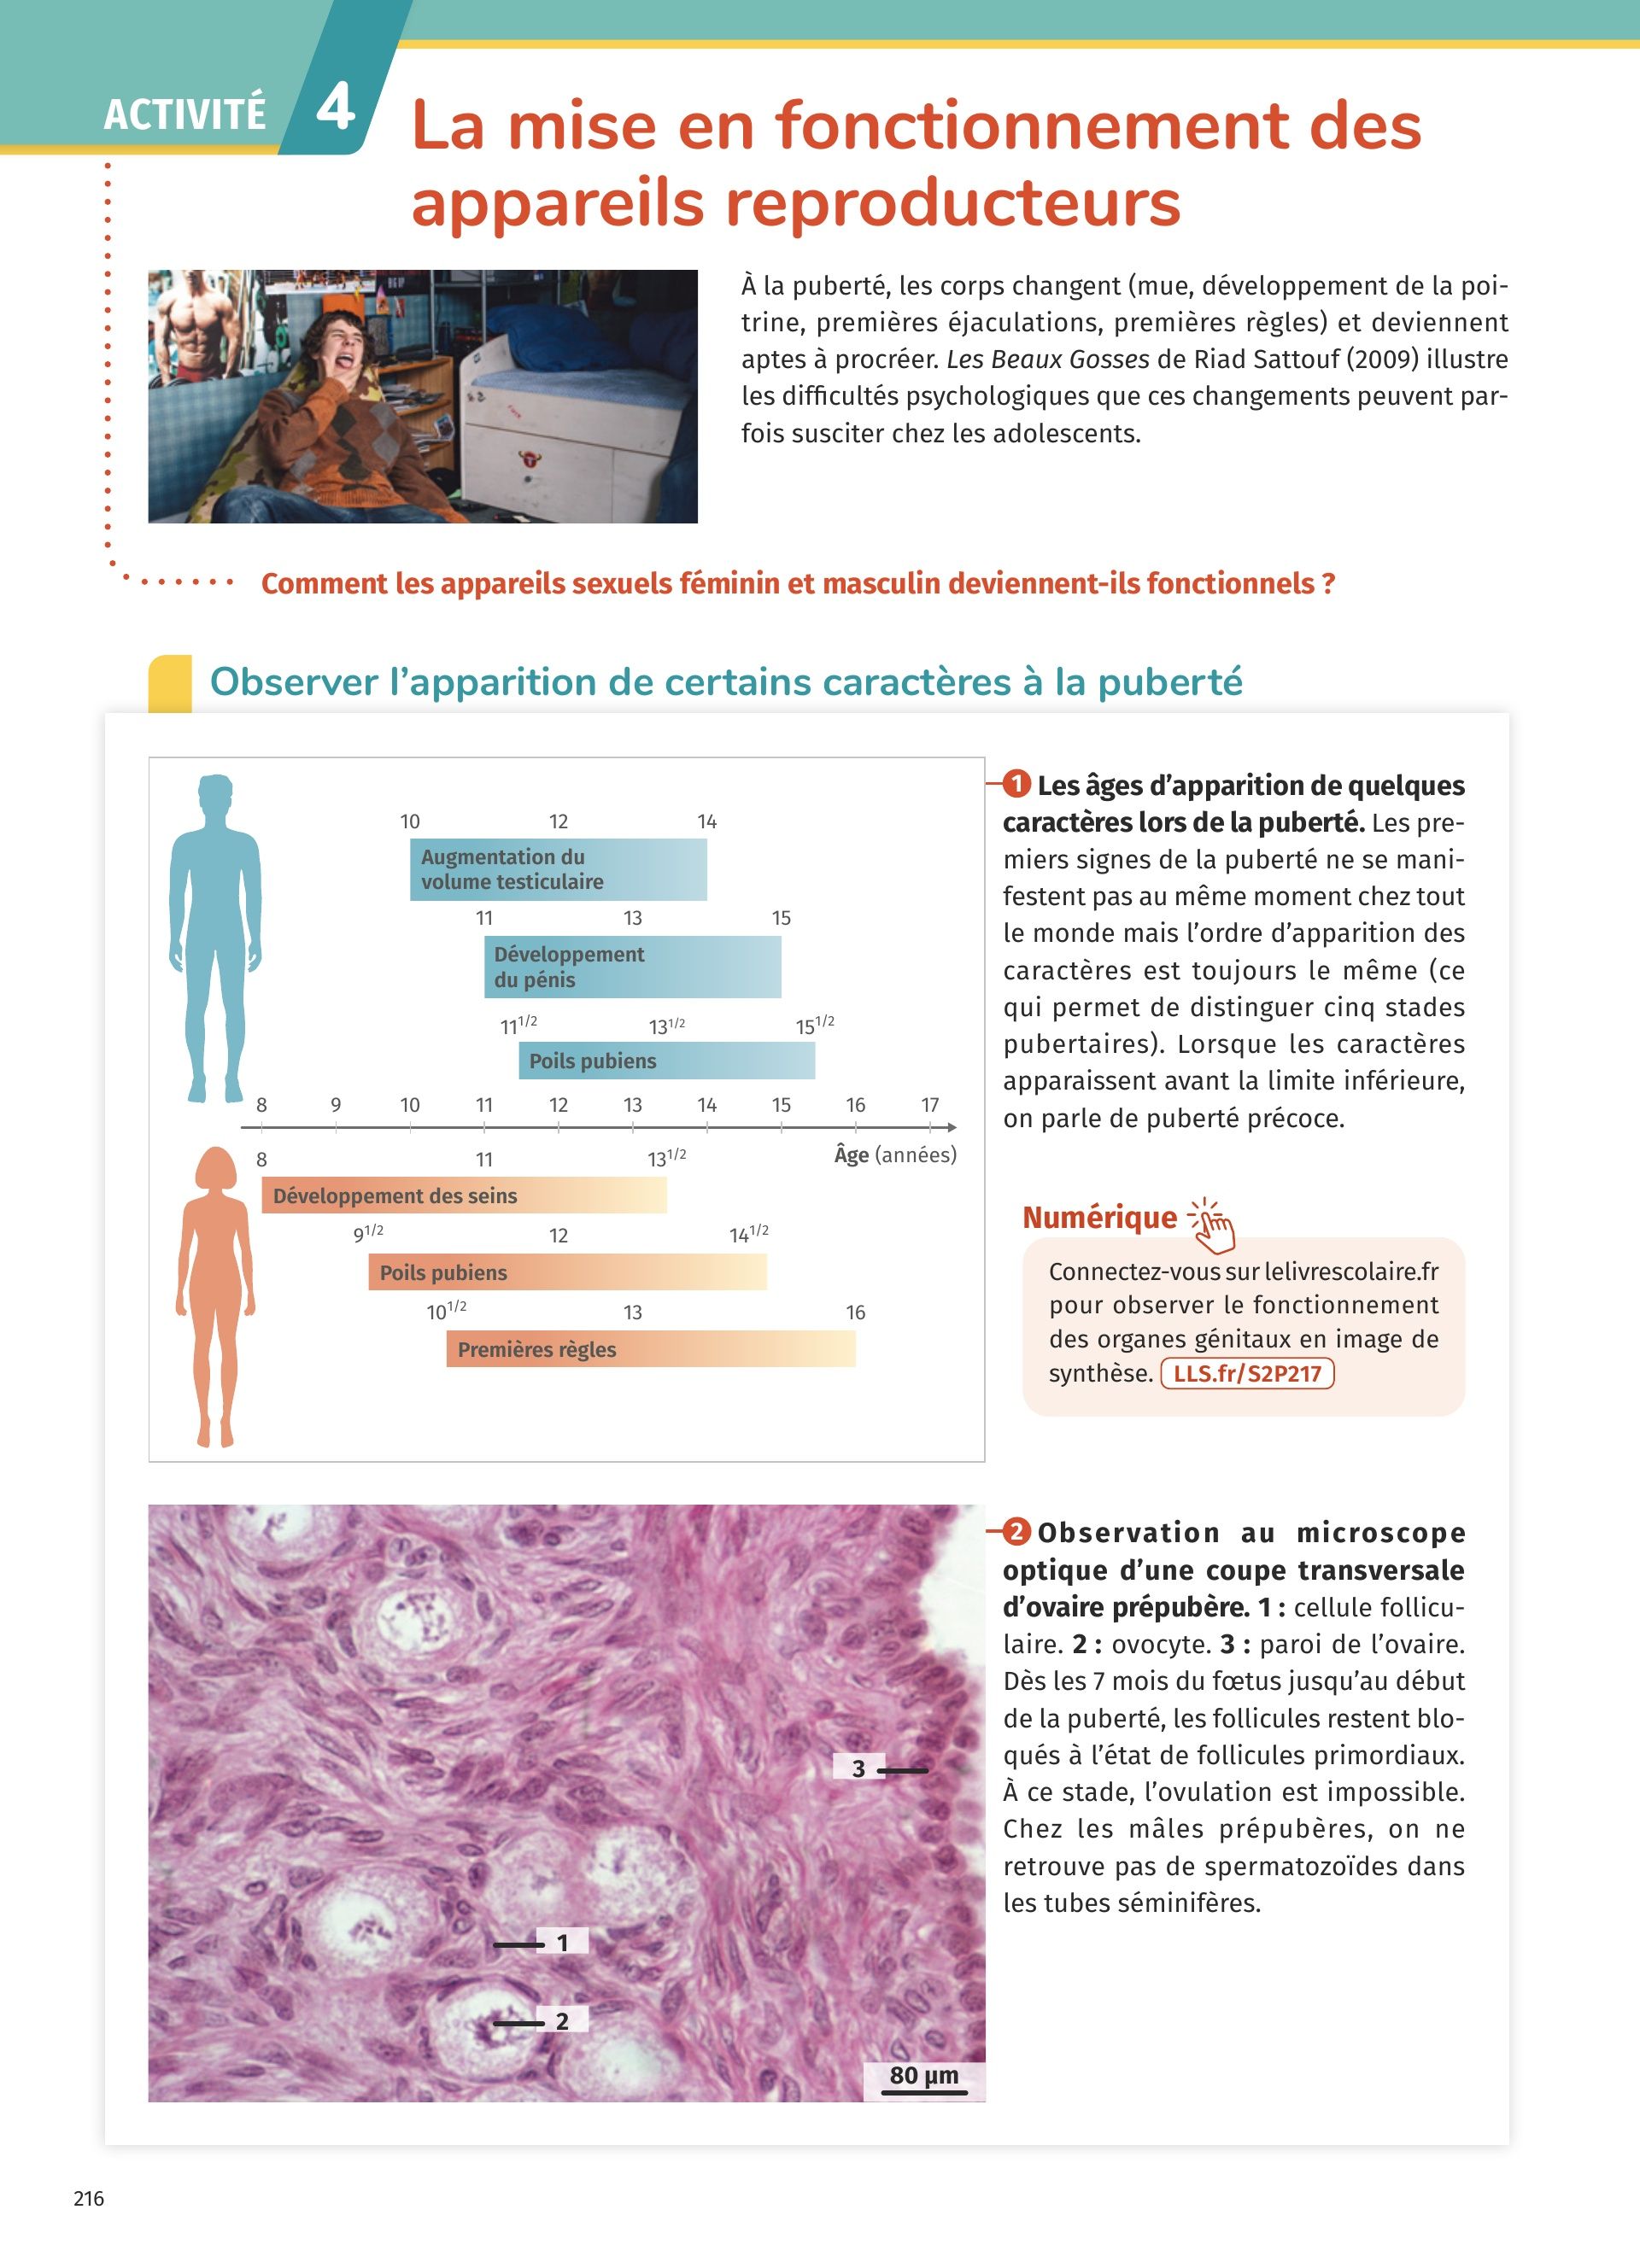 ACTIVITÉ 4
La mise en fonctionnement des
appareils reproducteurs
À la puberté, les corps changent (mue, développement de la poi-
trine, premières éjaculations, premières règles) et deviennent
aptes à procréer. Les Beaux Gosses de Riad Sattouf (2009) illustre
les difficultés psychologiques que ces changements peuvent par-
fois susciter chez les adolescents.
Comment les appareils sexuels féminin et masculin deviennent-ils fonctionnels ?
Observer l’apparition de certains caractères à la puberté
10 12 14
Augmentation du
volume testiculaire
11 13 15
Développement
du pénis
11 1/2 13 1/2 15 1/2
Poils pubiens
8 9 10 11 12 13 14 15 16 17
Âge (années)
8 11 13 1/2
Développement des seins
9 1/2 12 14 1/2
Poils pubiens
10 1/2 13 16
Premières règles
1 Les âges d’apparition de quelques
caractères lors de la puberté. Les pre-
miers signes de la puberté ne se mani-
festent pas au même moment chez tout
le monde mais l’ordre d’apparition des
caractères est toujours le même (ce
qui permet de distinguer cinq stades
pubertaires). Lorsque les caractères
apparaissent avant la limite inférieure,
on parle de puberté précoce.
Numérique
Connectez-vous sur lelivrescolaire.fr
pour observer le fonctionnement
des organes génitaux en image de
synthèse. LLS.fr/S2P217
3
1
2
80 µm
2 Observation au microscope
optique d’une coupe transversale
d’ovaire prépubère. 1 : cellule follicu-
laire. 2 : ovocyte. 3 : paroi de l’ovaire.
Dès les 7 mois du fœtus jusqu’au début
de la puberté, les follicules restent blo-
qués à l’état de follicules primordiaux.
À ce stade, l’ovulation est impossible.
Chez les mâles prépubères, on ne
retrouve pas de spermatozoïdes dans
les tubes séminifères.
216